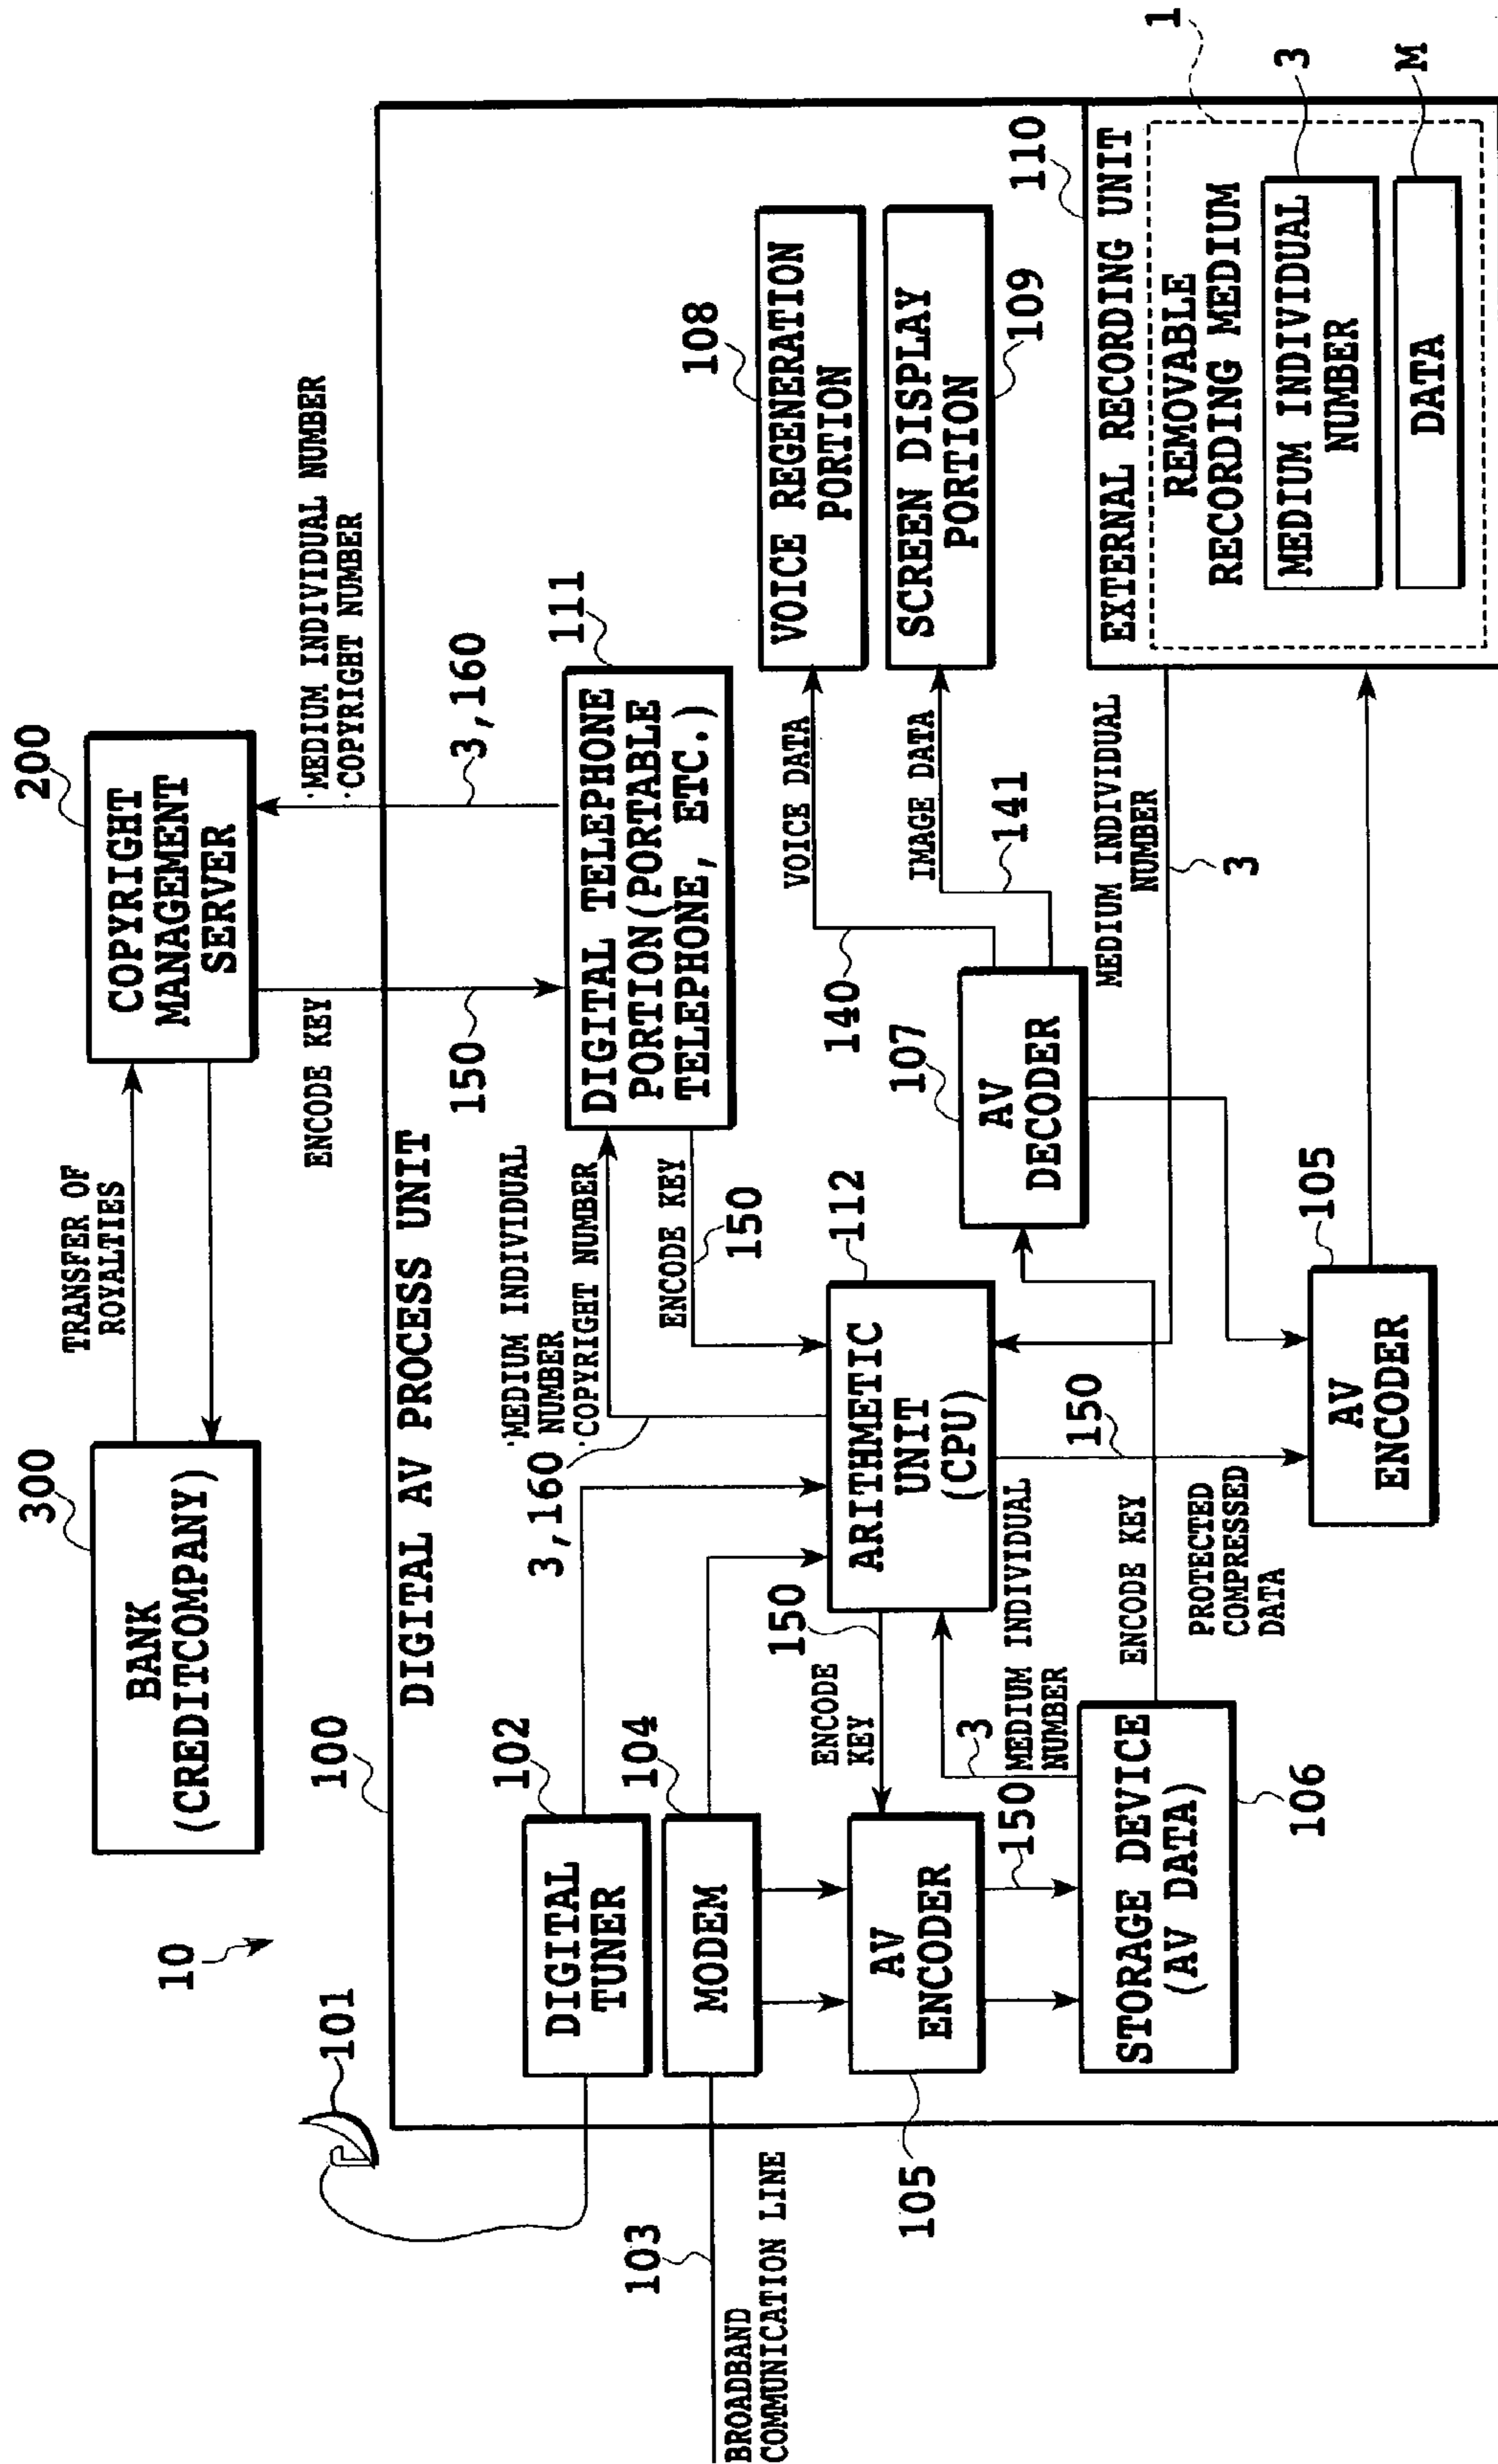 10
300
BANK
(CREDITCOMPANY)
TRANSFER OF
ROYALTIES
200
COPYRIGHT
MANAGEMENT
SERVER
ENCODE KEY
150
3,160
·MEDIUM INDIVIDUAL NUMBER
·COPYRIGHT NUMBER
100
DIGITAL AV PROCESS UNIT
101
102
DIGITAL
TUNER
103
BROADBAND
COMMUNICATION LINE
104
MODEM
3,160
·MEDIUM INDIVIDUAL
NUMBER
·COPYRIGHT NUMBER
ENCODE KEY
150
111
DIGITAL TELEPHONE
PORTION(PORTABLE
TELEPHONE, ETC.)
108
VOICE REGENERATION
PORTION
SCREEN DISPLAY
PORTION
109
VOICE DATA
IMAGE DATA
140
141
105
AV
ENCODER
150
ENCODE
KEY
112
ARITHMETIC
UNIT
(CPU)
107
AV
DECODER
150
3
MEDIUM INDIVIDUAL
NUMBER
STORAGE DEVICE
(AV DATA)
106
ENCODE KEY
150
PROTECTED
COMPRESSED
DATA
105
AV
ENCODER
MEDIUM INDIVIDUAL
NUMBER
3
110
EXTERNAL RECORDING UNIT
1
REMOVABLE
RECORDING MEDIUM
3
MEDIUM INDIVIDUAL
NUMBER
M
DATA